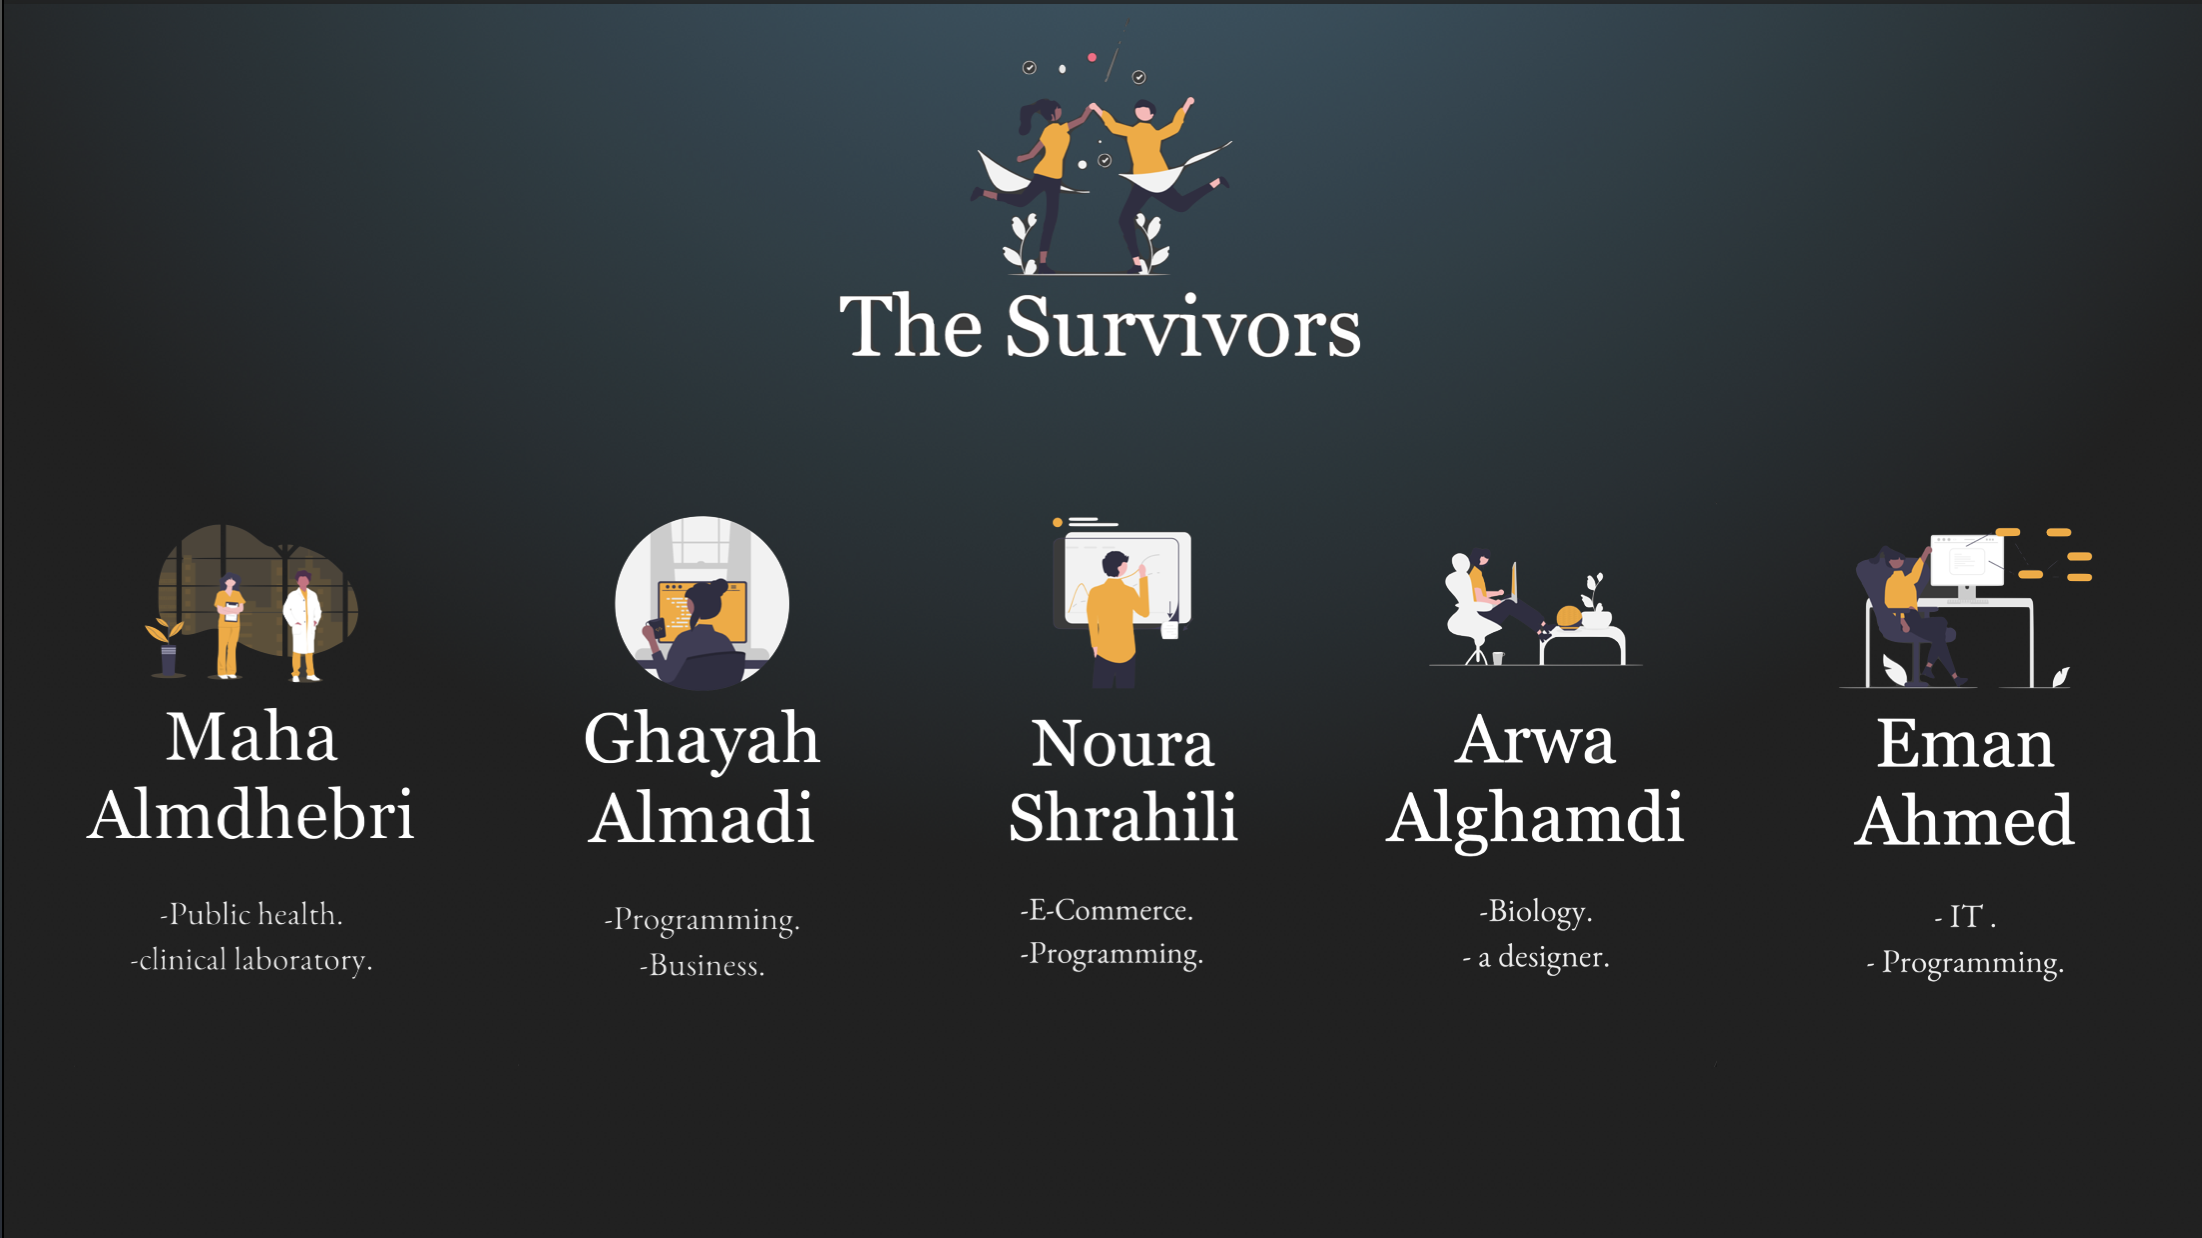 The Survivors
Maha
Almdhebri
-Public health.
-clinical laboratory.
Ghayah
Almadi
-Programming.
-Business.
Noura
Shrahili
-E-Commerce.
-Programming.
Arwa
Alghamdi
-Biology.
- a designer.
Eman
Ahmed
- IT .
- Programming.